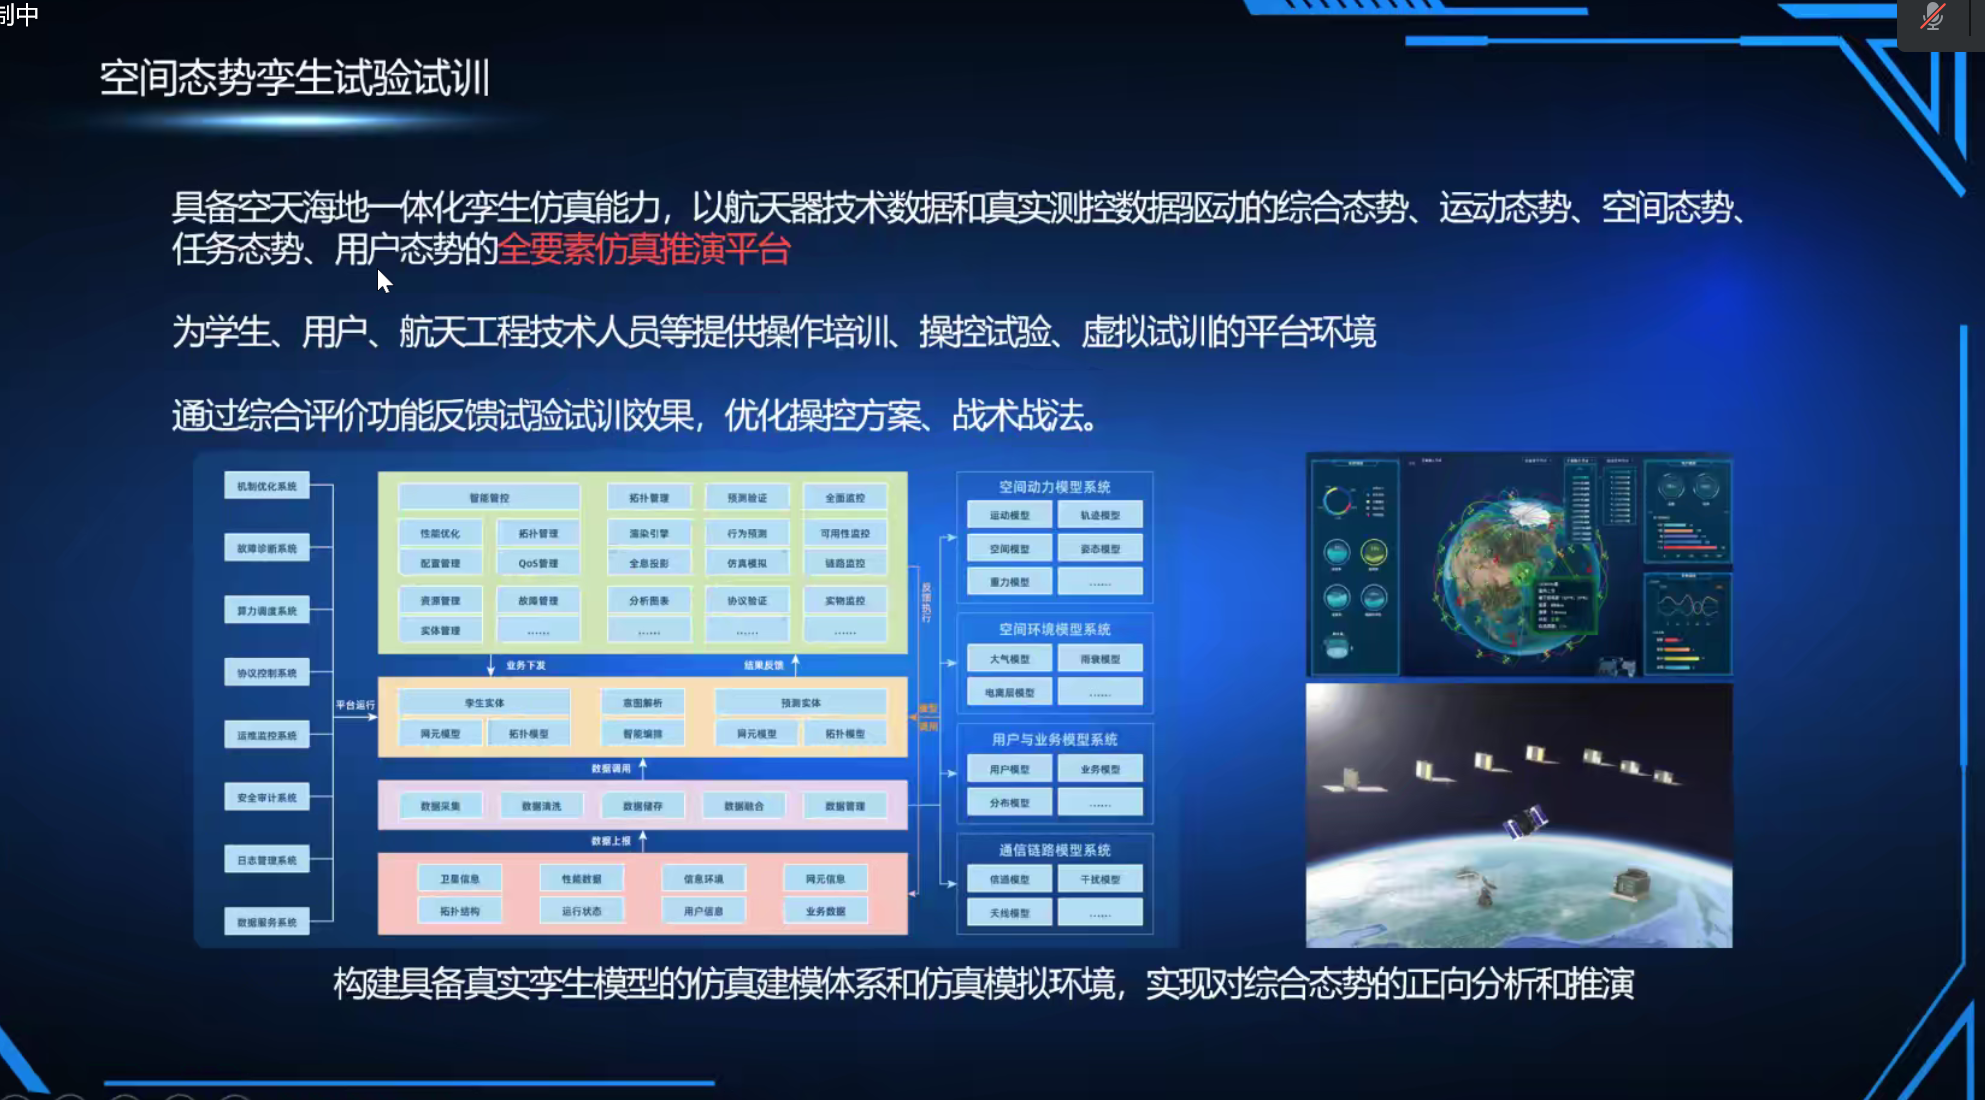 制中
空间态势孪生试验试训
具备空天海地一体化孪生仿真能力，以航天器技术数据和真实测控数据驱动的综合态势、运动态势、空间态势、
任务态势、用户态势的全要素仿真推演平台
为学生、用户、航天工程技术人员等提供操作培训、操控试验、虚拟试训的平台环境
通过综合评价功能反馈试验试训效果，优化操控方案、战术战法。
机制优化系统
故障诊断系统
算力调度系统
协议控制系统
运维监控系统
安全审计系统
日志管理系统
数据服务系统
平台运行
智能管控
拓扑管理
预测验证
全面监控
性能优化
拓扑管理
渲染引擎
行为预测
可用性监控
配置管理
QoS管理
全息投影
仿真模拟
链路监控
资源管理
故障管理
分析图表
协议验证
实物监控
实体管理
......
......
......
......
业务下发
结果反馈
孪生实体
意图解析
预测实体
网元模型
拓扑模型
智能编排
网元模型
拓扑模型
数据调用
数据采集
数据清洗
数据储存
数据融合
数据管理
数据上报
卫星信息
性能数据
信息环境
网元信息
拓扑结构
运行状态
用户信息
业务数据
反馈执行
模型
调用
空间动力模型系统
运动模型
轨迹模型
空间模型
姿态模型
重力模型
......
空间环境模型系统
大气模型
雨衰模型
电离层模型
......
用户与业务模型系统
用户模型
业务模型
分布模型
......
通信链路模型系统
信道模型
干扰模型
天线模型
......
构建具备真实孪生模型的仿真建模体系和仿真模拟环境，实现对综合态势的正向分析和推演